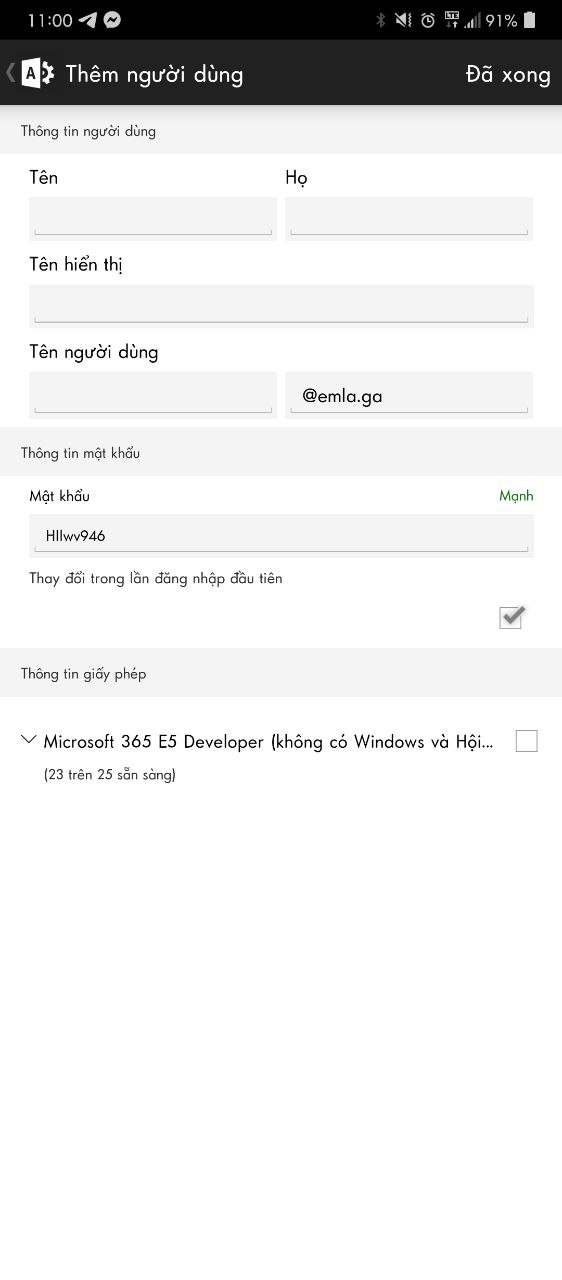 11:00 LTE 91%
A Thêm người dùng Đã xong
Thông tin người dùng
Tên Họ
Tên hiển thị
Tên người dùng
@emla.ga
Thông tin mật khẩu
Mật khẩu Mạnh
HIlwv946
Thay đổi trong lần đăng nhập đầu tiên
Thông tin giấy phép
Microsoft 365 E5 Developer (không có Windows và Hội...
(23 trên 25 sẵn sàng)